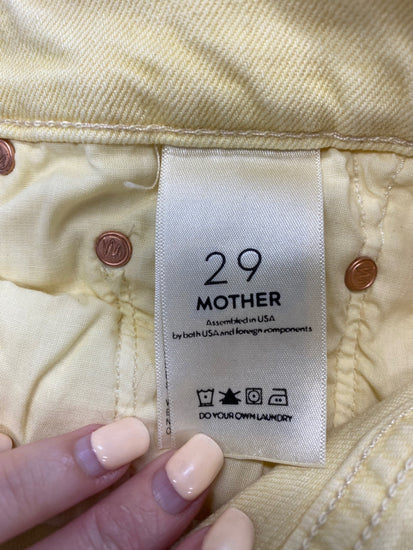 29
MOTHER
Assembled in USA
by both USA and foreign components
DO YOUR OWN LAUNDRY